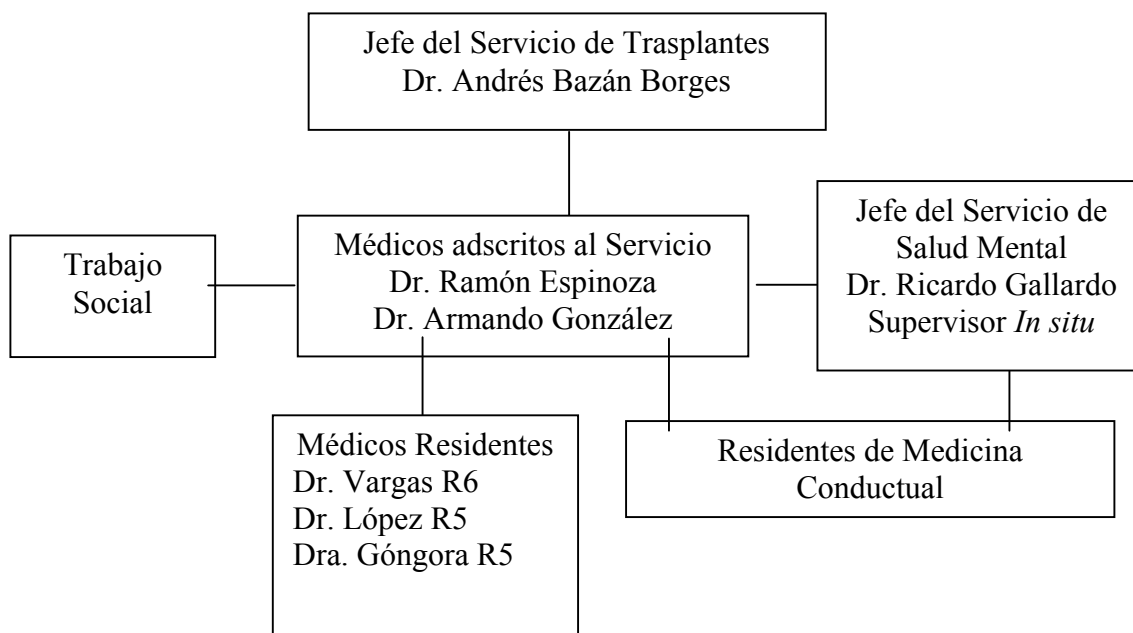 Jefe del Servicio de Trasplantes
Dr. Andrés Bazán Borges
Trabajo
Social
Médicos adscritos al Servicio
Dr. Ramón Espinoza
Dr. Armando González
Jefe del Servicio de
Salud Mental
Dr. Ricardo Gallardo
Supervisor In situ
Médicos Residentes
Dr. Vargas R6
Dr. López R5
Dra. Góngora R5
Residentes de Medicina
Conductual